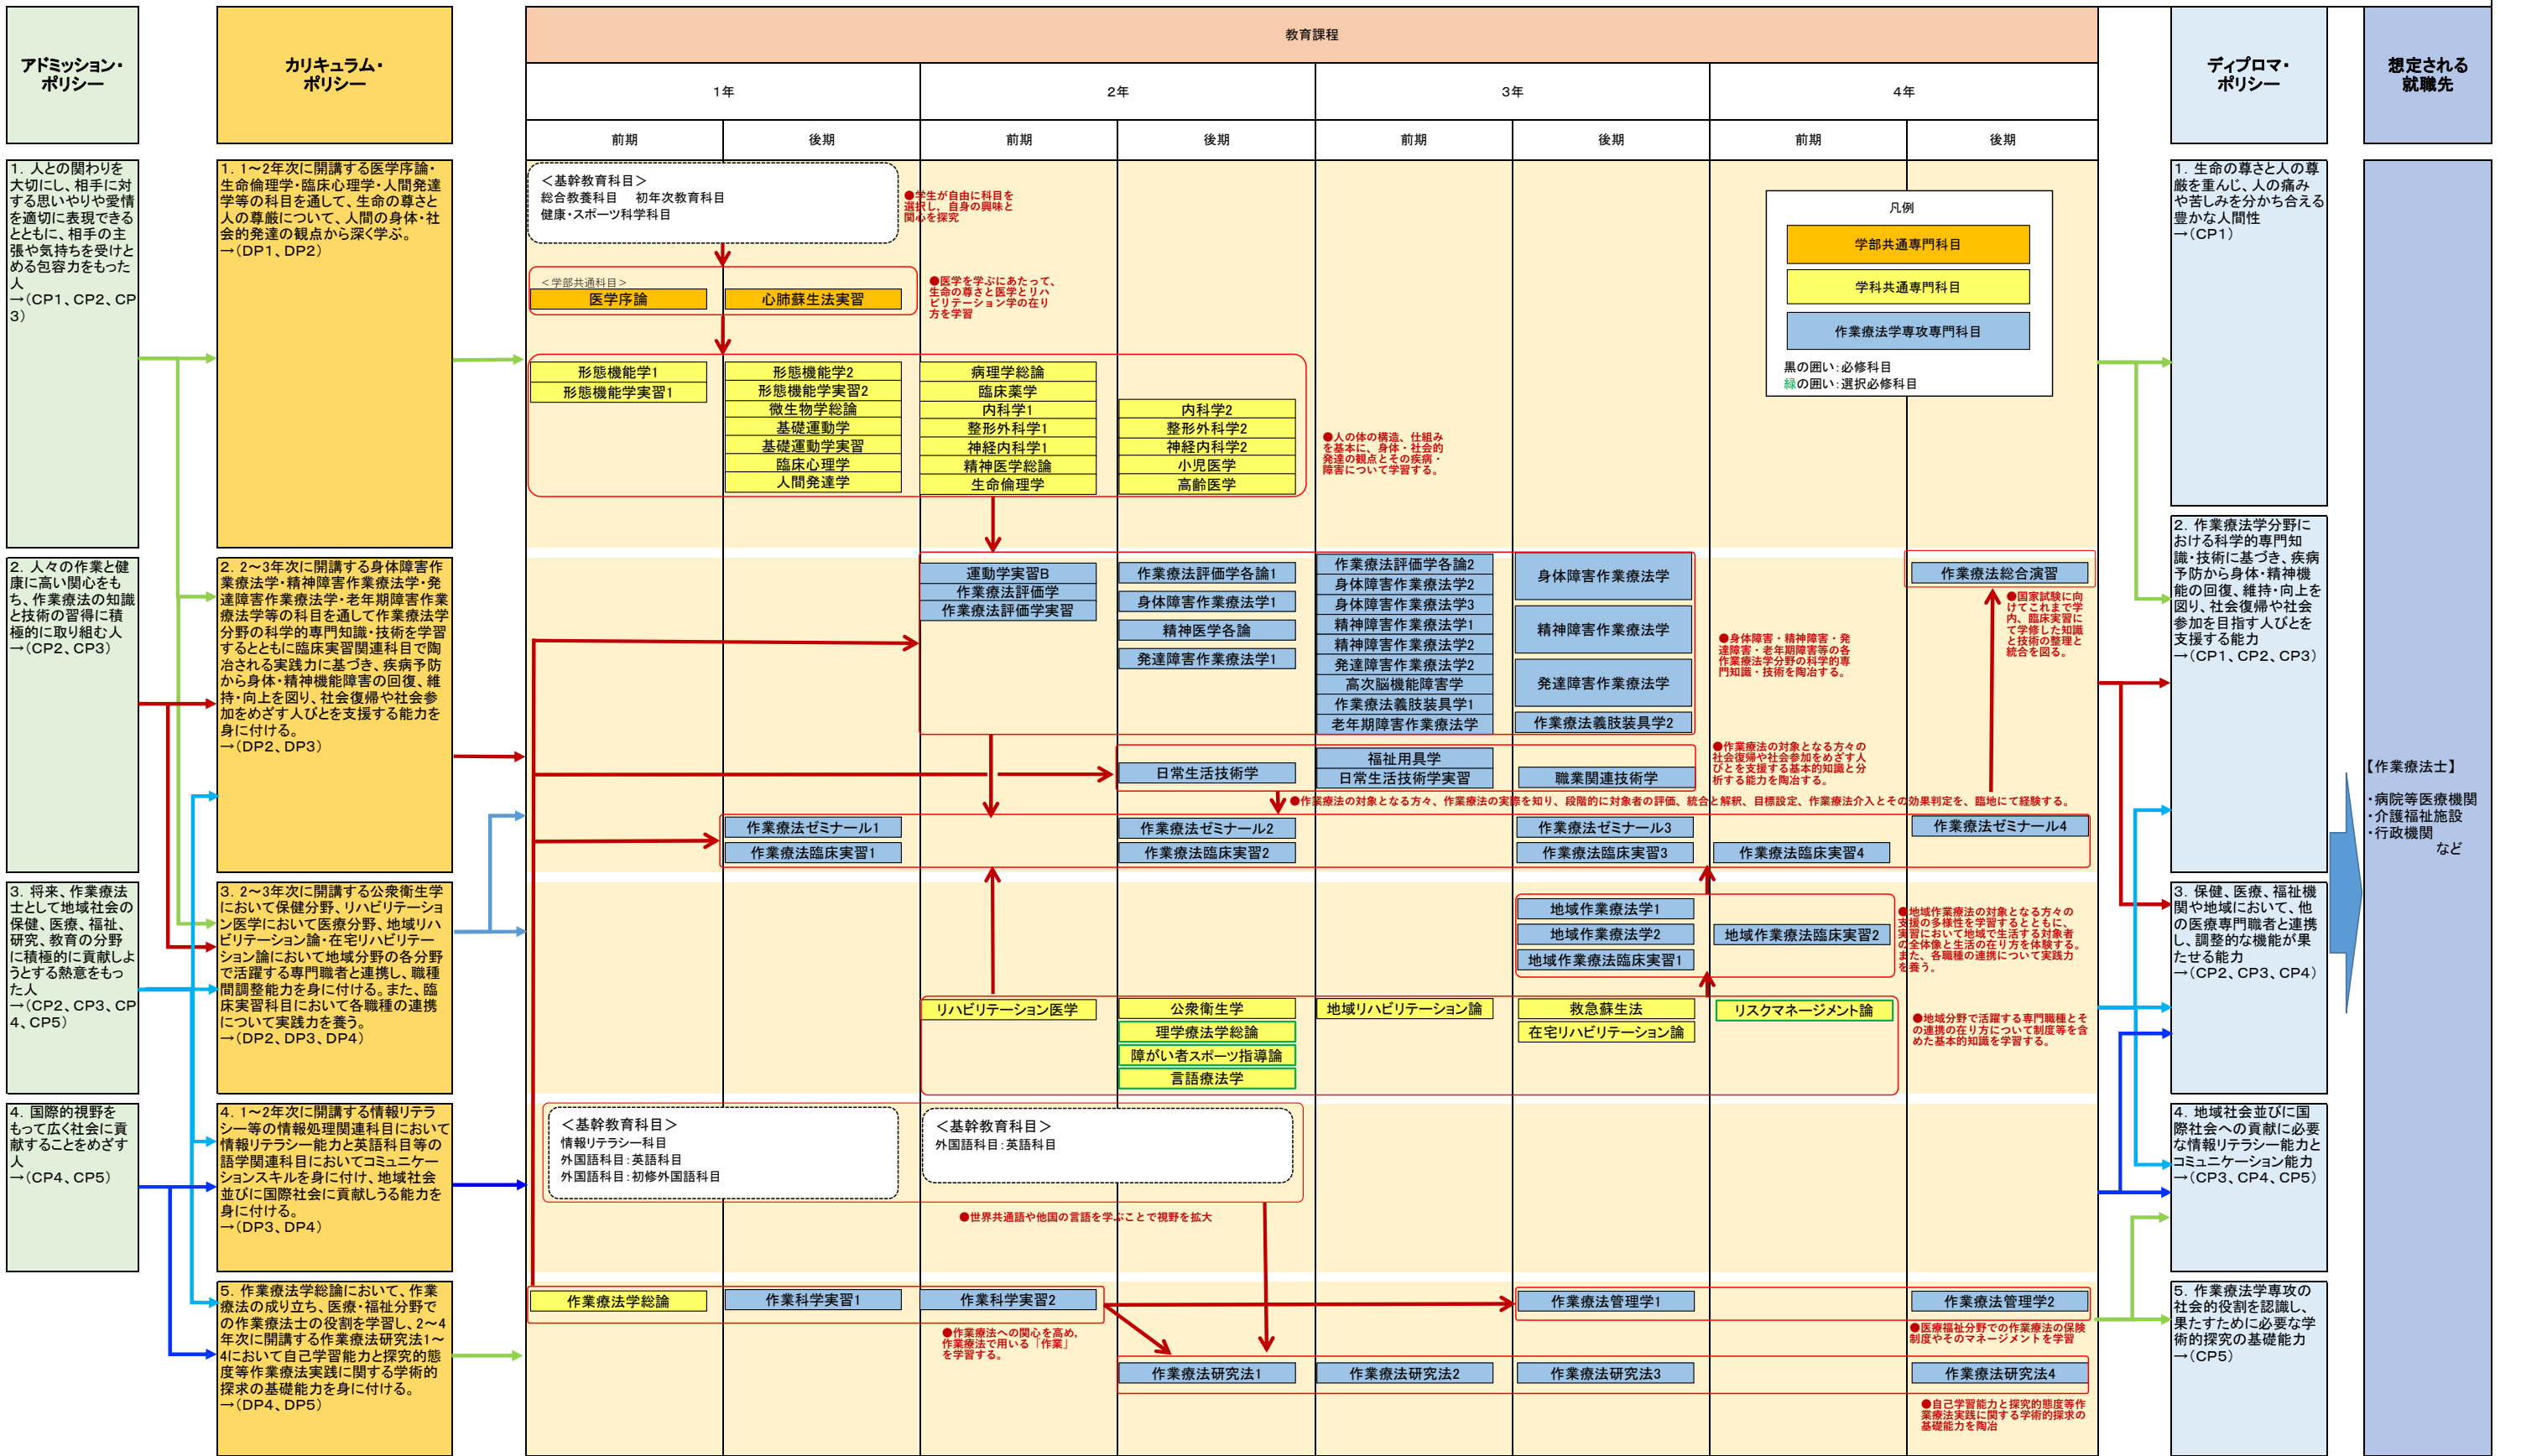 アドミッション・
ポリシー
カリキュラム・
ポリシー
教育課程
1年
2年
3年
4年
前期
後期
前期
後期
前期
後期
前期
後期
ディプロマ・
ポリシー
想定される
就職先
1．人との関わりを
大切にし、相手に対
する思いやりや愛情
を適切に表現できる
とともに、相手の主
張や気持ちを受けと
める包容力をもった
人
→（CP1、CP2、CP
3）
2．人々の作業と健
康に高い関心をも
ち、作業療法の知識
と技術の習得に積
極的に取り組む人
→（CP2、CP3）
3．将来、作業療法
士として地域社会の
保健、医療、福祉、
研究、教育の分野
に積極的に貢献しよ
うとする熱意をもっ
た人
→（CP2、CP3、CP
4、CP5）
4．国際的視野を
もって広く社会に貢
献することをめざす
人
→（CP4、CP5）
1．1～2年次に開講する医学序論・
生命倫理学・臨床心理学・人間発達
学等の科目を通して、生命の尊さと
人の尊厳について、人間の身体・社
会的発達の観点から深く学ぶ。
→（DP1、DP2）
2．2～3年次に開講する身体障害作
業療法学・精神障害作業療法学・発
達障害作業療法学・老年期障害作業
療法学等の科目を通して作業療法学
分野の科学的専門知識・技術を学習
するとともに臨床実習関連科目で陶
冶される実践力に基づき、疾病予防
から身体・精神機能障害の回復、維
持・向上を図り、社会復帰や社会参
加をめざす人びとを支援する能力を
身に付ける。
→（DP2、DP3）
3．2～3年次に開講する公衆衛生学
において保健分野、リハビリテーショ
ン医学において医療分野、地域リハ
ビリテーション論・在宅リハビリテー
ション論において地域分野の各分野
で活躍する専門職者と連携し、職種
間調整能力を身に付ける。また、臨
床実習科目において各職種の連携
について実践力を養う。
→（DP2、DP3、DP4）
4．1～2年次に開講する情報リテラ
シー等の情報処理関連科目において
情報リテラシー能力と英語科目等の
語学関連科目においてコミュニケー
ションスキルを身に付け、地域社会
並びに国際社会に貢献しうる能力を
身に付ける。
→（DP3、DP4）
5．作業療法学総論において、作業
療法の成り立ち、医療・福祉分野で
の作業療法士の役割を学習し、2～4
年次に開講する作業療法研究法1～
4において自己学習能力と探究的態
度等作業療法実践に関する学術的
探求の基礎能力を身に付ける。
→（DP4、DP5）
＜基幹教育科目＞
総合教養科目　初年次教育科目
健康・スポーツ科学科目
●学生が自由に科目を
選択し、自身の興味と
関心を探究
＜学部共通科目＞
医学序論
心肺蘇生法実習
●医学を学ぶにあたって、
生命の尊さと医学とリハ
ビリテーション学の在り
方を学習
凡例
学部共通専門科目
学科共通専門科目
作業療法学専攻専門科目
黒の囲い：必修科目
緑の囲い：選択必修科目
形態機能学1
形態機能学実習1
形態機能学2
形態機能学実習2
微生物学総論
基礎運動学
基礎運動学実習
臨床心理学
人間発達学
病理学総論
臨床薬学
内科学1
整形外科学1
神経内科学1
精神医学総論
生命倫理学
内科学2
整形外科学2
神経内科学2
小児医学
高齢医学
●人の体の構造、仕組み
を基本に、身体・社会的
発達の観点とその疾病・
障害について学習する。
運動学実習B
作業療法評価学
作業療法評価学実習
作業療法評価学各論1
身体障害作業療法学1
精神医学各論
発達障害作業療法学1
作業療法評価学各論2
身体障害作業療法学2
身体障害作業療法学3
精神障害作業療法学1
精神障害作業療法学2
発達障害作業療法学2
高次脳機能障害学
作業療法義肢装具学1
老年期障害作業療法学
身体障害作業療法学
精神障害作業療法学
発達障害作業療法学
作業療法義肢装具学2
●身体障害・精神障害・発
達障害・老年期障害等の各
作業療法学分野の科学的専
門知識・技術を陶冶する。
作業療法総合演習
●国家試験に向
けてこれまで学
内、臨床実習に
て学修した知識
と技術の整理と
統合を図る。
日常生活技術学
福祉用具学
日常生活技術学実習
職業関連技術学
●作業療法の対象となる方々の
社会復帰や社会参加をめざす人
びとを支援する基本的知識と分
析する能力を陶冶する。
●作業療法の対象となる方々、作業療法の実際を知り、段階的に対象者の評価、統合と解釈、目標設定、作業療法介入とその効果判定を、臨地にて経験する。
作業療法ゼミナール1
作業療法臨床実習1
作業療法ゼミナール2
作業療法臨床実習2
作業療法ゼミナール3
作業療法臨床実習3
作業療法臨床実習4
作業療法ゼミナール4
地域作業療法学1
地域作業療法学2
地域作業療法臨床実習1
地域作業療法臨床実習2
●地域作業療法の対象となる方々の
支援の多様性を学習するとともに、
実習において地域で生活する対象者
の全体像と生活の在り方を体験する。
また、各職種の連携について実践力
を養う。
リハビリテーション医学
公衆衛生学
理学療法学総論
障がい者スポーツ指導論
言語療法学
地域リハビリテーション論
救急蘇生法
在宅リハビリテーション論
リスクマネージメント論
●地域分野で活躍する専門職種とそ
の連携の在り方について制度等を含
めた基本的知識を学習する。
＜基幹教育科目＞
情報リテラシー科目
外国語科目：英語科目
外国語科目：初修外国語科目
＜基幹教育科目＞
外国語科目：英語科目
●世界共通語や他国の言語を学ぶことで視野を拡大
作業療法学総論
作業科学実習1
作業科学実習2
●作業療法への関心を高め、
作業療法で用いる「作業」
を学習する。
作業療法管理学1
作業療法管理学2
●医療福祉分野での作業療法の保険
制度やそのマネージメントを学習
作業療法研究法1
作業療法研究法2
作業療法研究法3
作業療法研究法4
●自己学習能力と探究的態度等作
業療法実践に関する学術的探求の
基礎能力を陶冶
1．生命の尊さと人の尊
厳を重んじ、人の痛み
や苦しみを分かち合える
豊かな人間性
→（CP1）
2．作業療法学分野に
おける科学的専門知
識・技術に基づき、疾病
予防から身体・精神機
能の回復、維持・向上を
図り、社会復帰や社会
参加を目指す人びとを
支援する能力
→（CP1、CP2、CP3）
3．保健、医療、福祉機
関や地域において、他
の医療専門職者と連携
し、調整的な機能が果
たせる能力
→（CP2、CP3、CP4）
4．地域社会並びに国
際社会への貢献に必要
な情報リテラシー能力と
コミュニケーション能力
→（CP3、CP4、CP5）
5．作業療法学専攻の
社会的役割を認識し、
果たすために必要な学
術的探究の基礎能力
→（CP5）
【作業療法士】
・病院等医療機関
・介護福祉施設
・行政機関
など